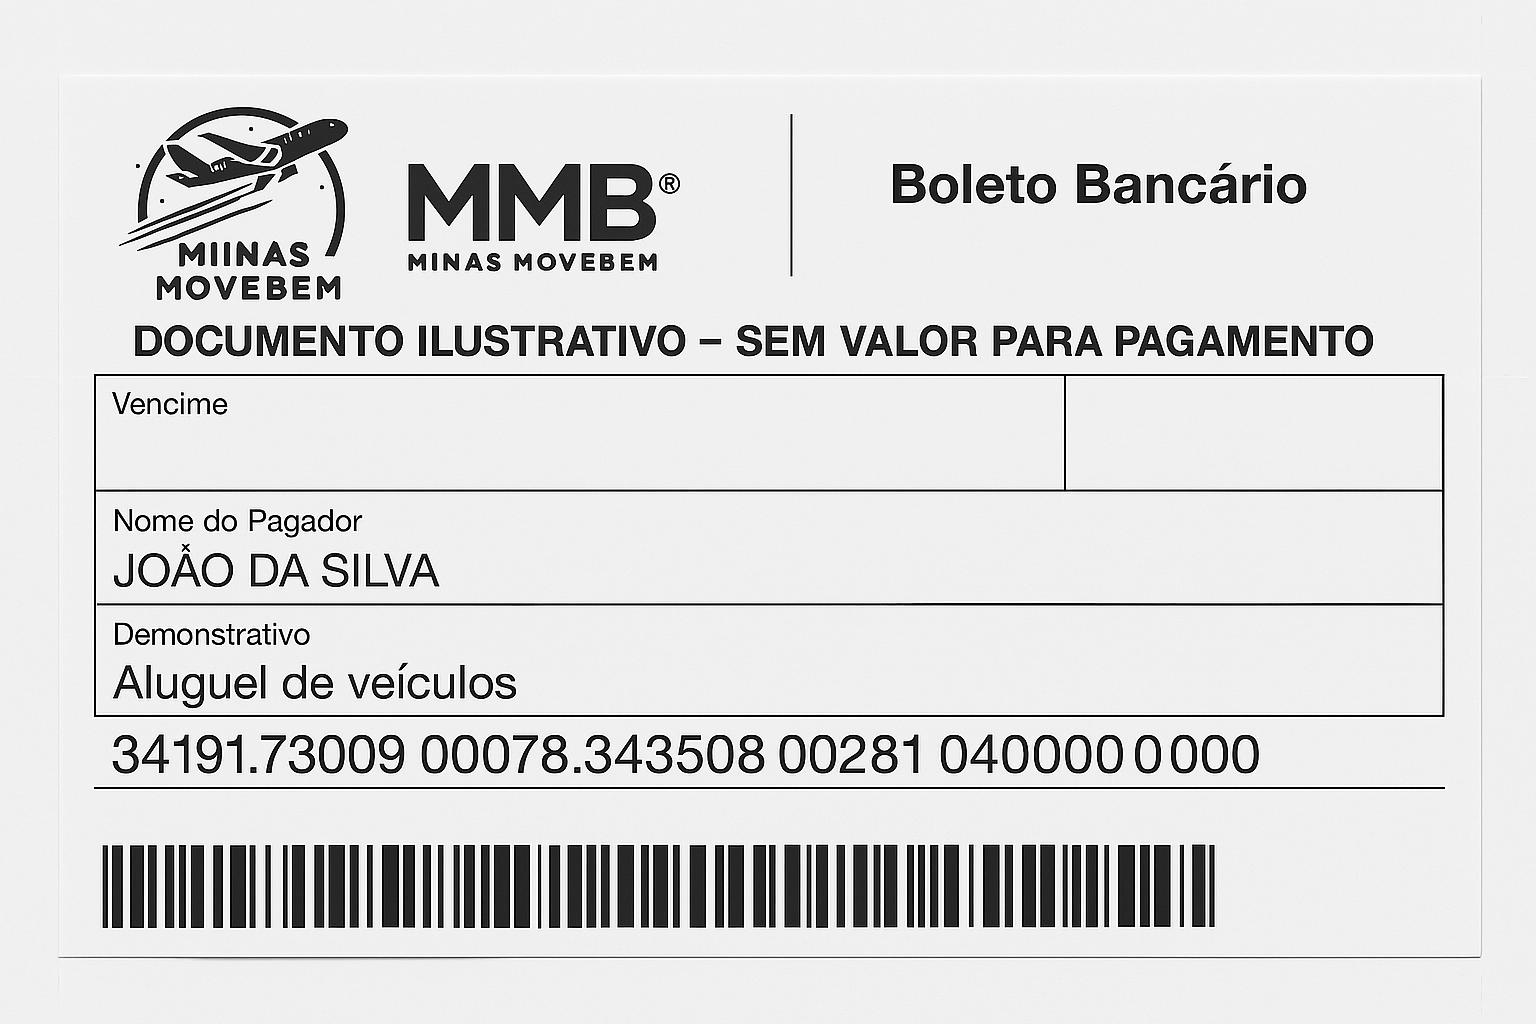 MIINAS
MOVEBEM
MMB®
MINAS MOVEBEM
Boleto Bancário
DOCUMENTO ILUSTRATIVO – SEM VALOR PARA PAGAMENTO
Vencime
Nome do Pagador
JOÃO DA SILVA
Demonstrativo
Aluguel de veículos
34191.73009 00078.343508 00281 040000 0 000